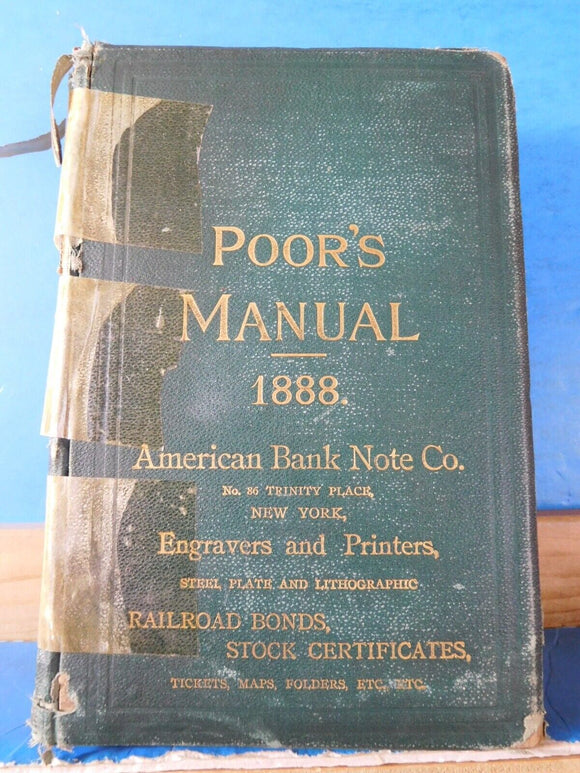 POOR'S
MANUAL
1888.
American Bank Note Co.
No. 86 TRINITY PLACE,
NEW YORK,
Engravers and Printers,
STEEL PLATE AND LITHOGRAPHIC
RAILROAD BONDS,
STOCK CERTIFICATES,
TICKETS, MAPS, FOLDERS, ETC., ETC.